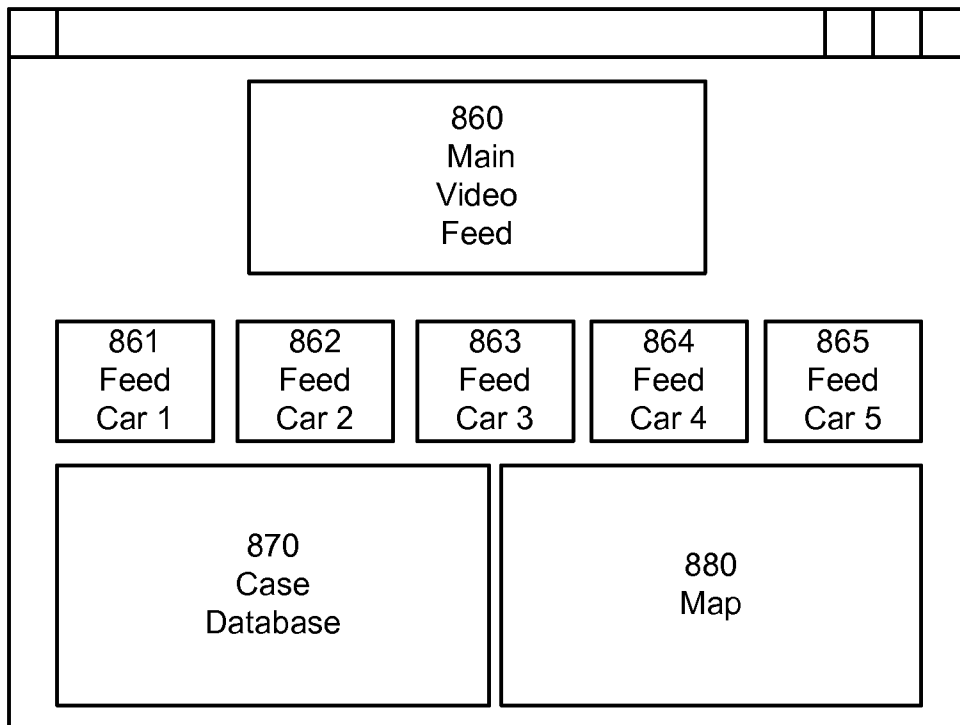 860
Main
Video
Feed
861
Feed
Car 1
862
Feed
Car 2
863
Feed
Car 3
864
Feed
Car 4
865
Feed
Car 5
870
Case
Database
880
Map